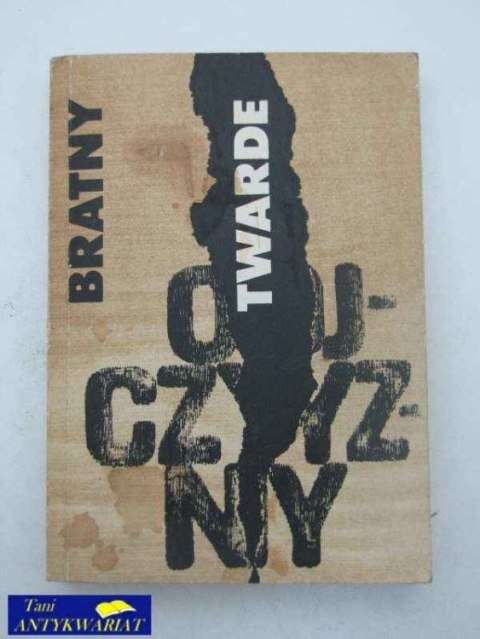 BRATNY
TWARDE
OJ-
CZYZ-
NY
Tani
ANTYKWARIAT